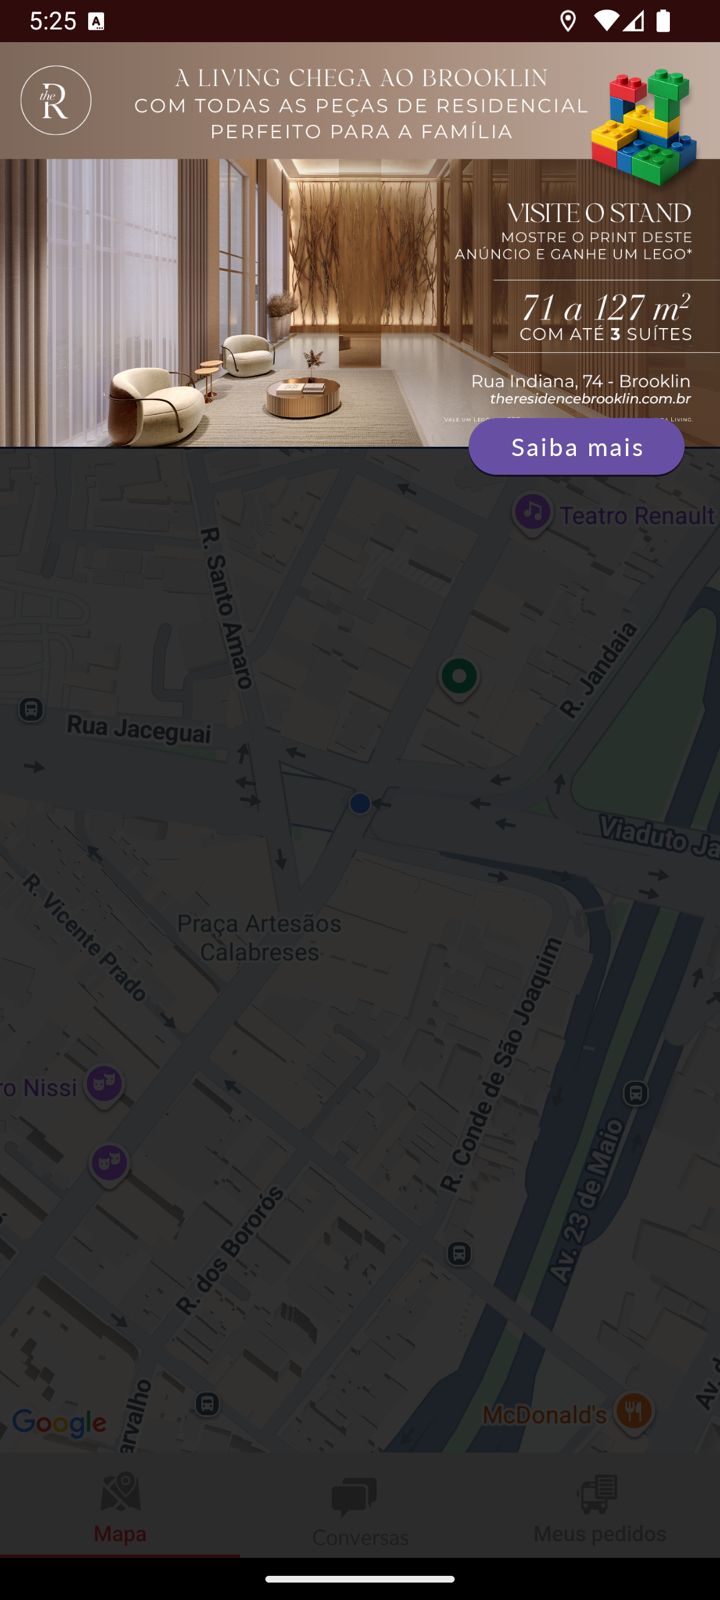 5:25
A
the R
A LIVING CHEGA AO BROOKLIN
COM TODAS AS PEÇAS DE RESIDENCIAL
PERFEITO PARA A FAMÍLIA
VISITE O STAND
MOSTRE O PRINT DESTE
ANÚNCIO E GANHE UM LEGO*
71 a 127 m²
COM ATÉ 3 SUÍTES
Rua Indiana, 74 - Brooklin
theresidencebrooklin.com.br
Saiba mais
Teatro Renault
R. Santo Amaro
R. Jandaia
Rua Jaceguai
Viaduto Ja
R. Vicente Prado
Praça Artesãos
Calabreses
R. Conde de São Joaquim
ro Nissi
Av. 23 de Maio
R. dos Bororós
arvalho
McDonald's
Av. d
Google
Mapa
Conversas
Meus pedidos